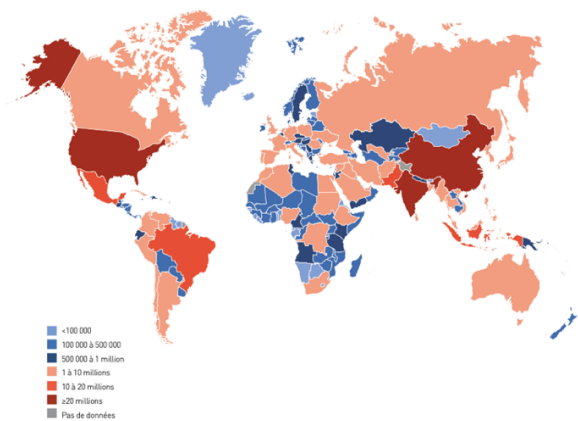 <100 000
100 000 à 500 000
500 000 à 1 million
1 à 10 millions
10 à 20 millions
≥20 millions
Pas de données